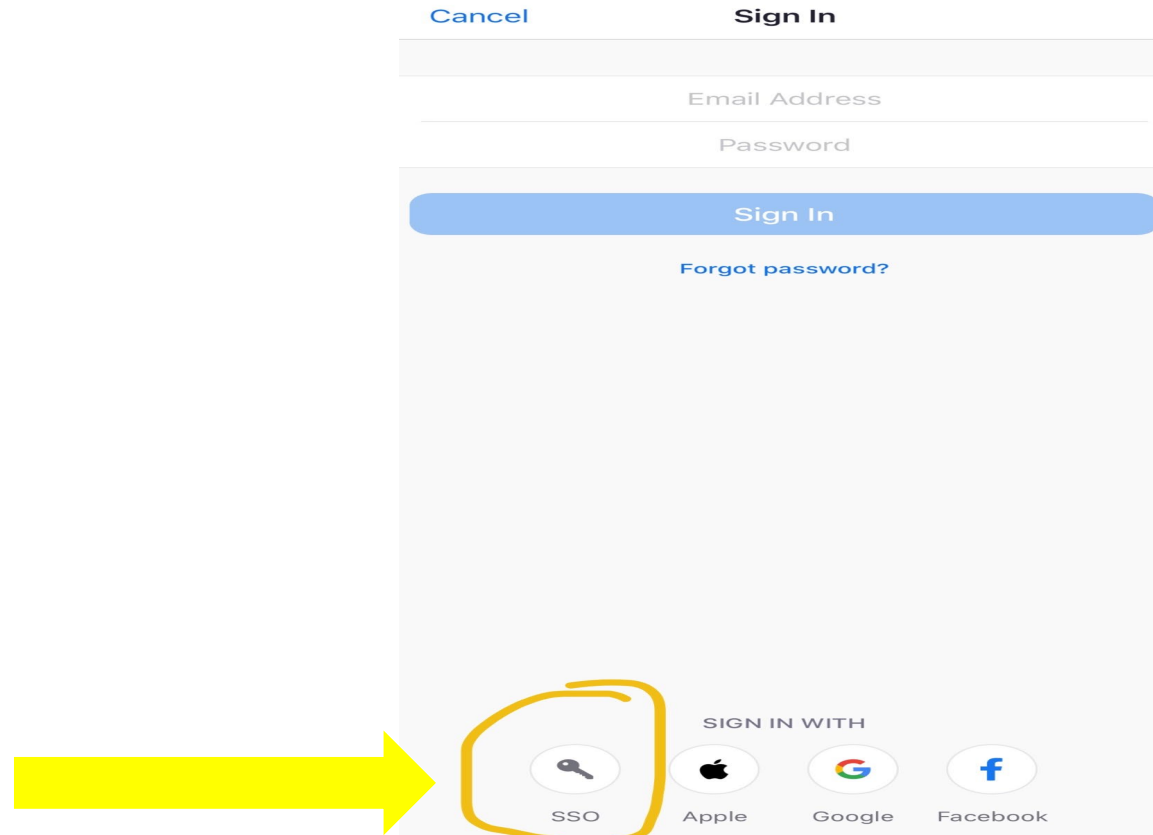 Cancel Sign In
Email Address
Password
Sign In
Forgot password?
SIGN IN WITH
SSO Apple Google Facebook